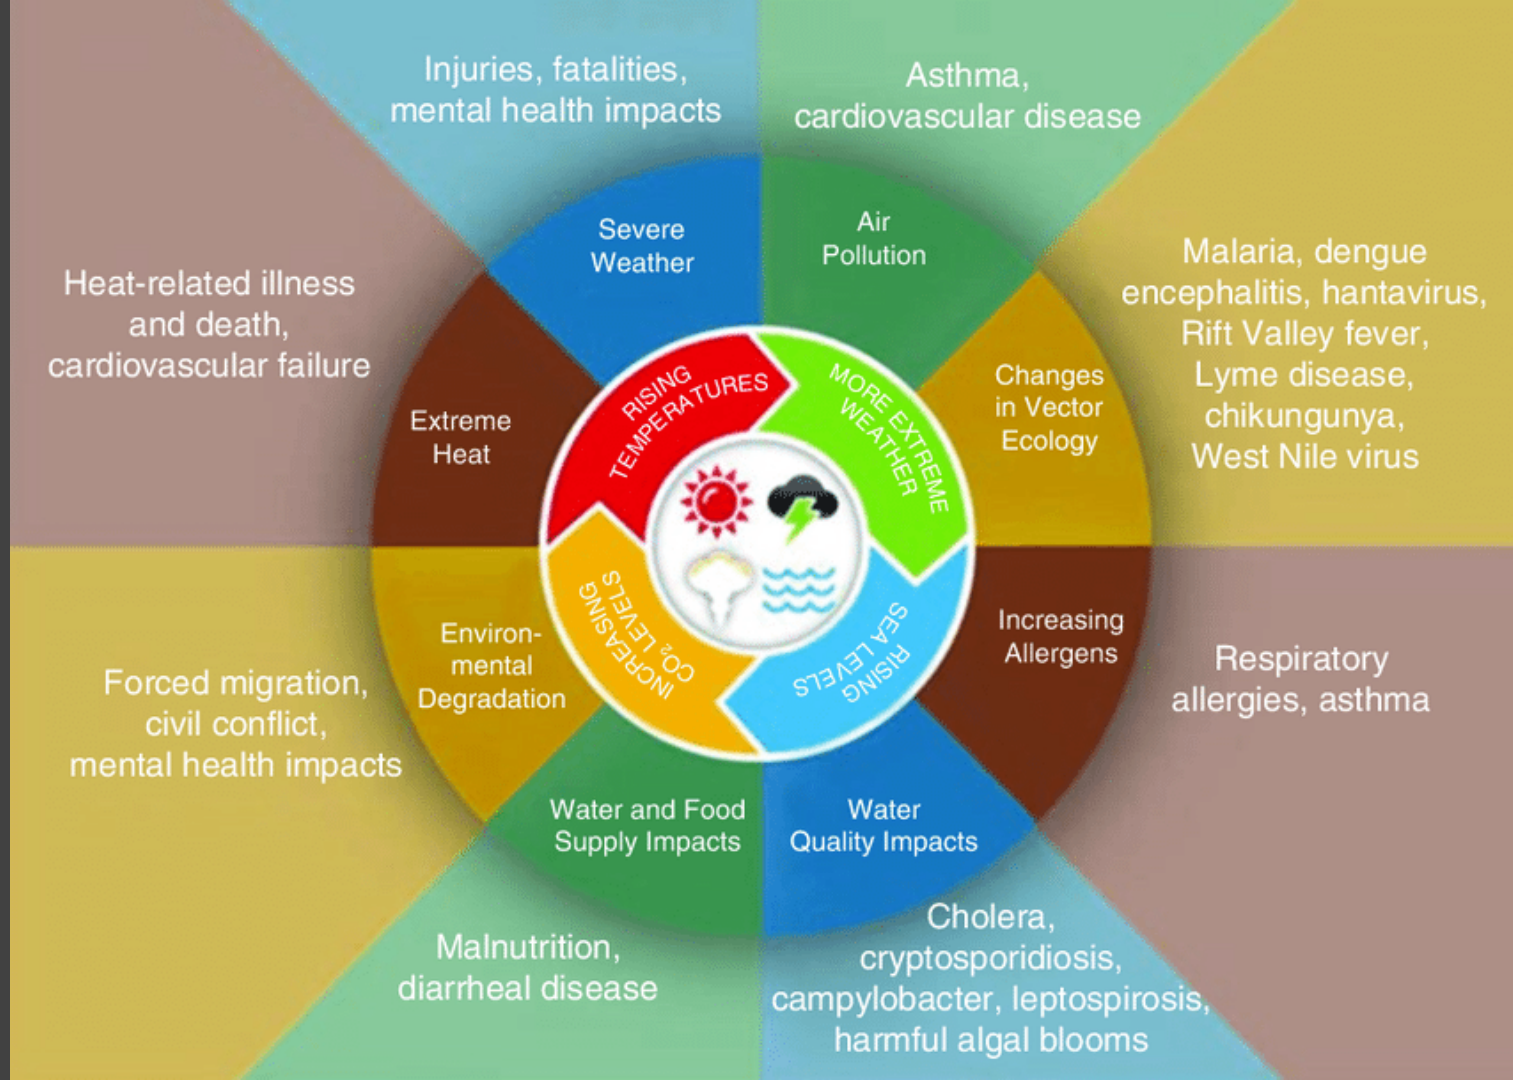 Injuries, fatalities,
mental health impacts
Asthma,
cardiovascular disease
Severe
Weather
Air
Pollution
Heat-related illness
and death,
cardiovascular failure
Malaria, dengue
encephalitis, hantavirus,
Rift Valley fever,
Lyme disease,
chikungunya,
West Nile virus
Extreme
Heat
Changes
in Vector
Ecology
RISING
TEMPERATURES
MORE EXTREME
WEATHER
INCREASING
CO₂ LEVELS
RISING
SEA LEVELS
Environ-
mental
Degradation
Increasing
Allergens
Forced migration,
civil conflict,
mental health impacts
Respiratory
allergies, asthma
Water and Food
Supply Impacts
Water
Quality Impacts
Malnutrition,
diarrheal disease
Cholera,
cryptosporidiosis,
campylobacter, leptospirosis,
harmful algal blooms